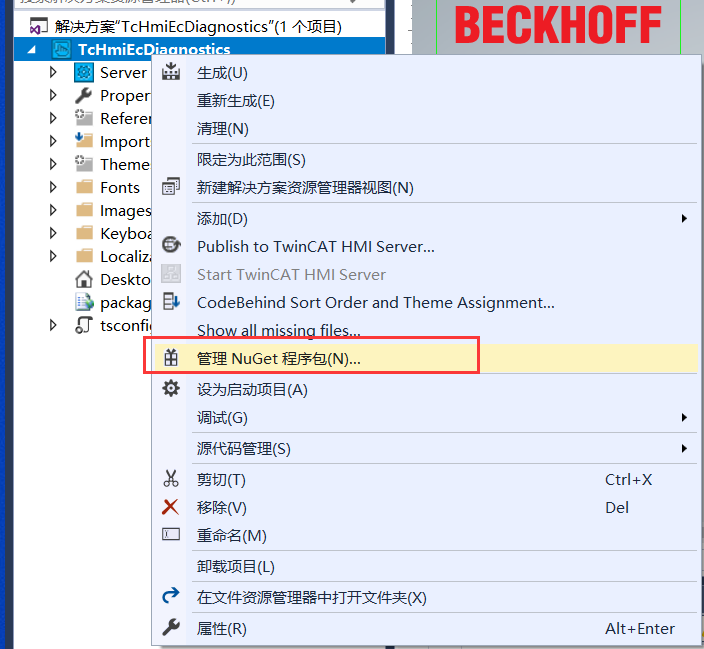 解决方案“TcHmiEcDiagnostics”(1 个项目)
BECKHOFF
TcHmiEcDiagnostics
Server
Proper
Referen
Import
Theme
Fonts
Images
Keyboa
Localiza
Deskto
packag
tsconfi
生成(U)
重新生成(E)
清理(N)
限定为此范围(S)
新建解决方案资源管理器视图(N)
添加(D)
Publish to TwinCAT HMI Server...
Start TwinCAT HMI Server
CodeBehind Sort Order and Theme Assignment...
Show all missing files...
管理 NuGet 程序包(N)...
设为启动项目(A)
调试(G)
源代码管理(S)
剪切(T) Ctrl+X
移除(V) Del
重命名(M)
卸载项目(L)
在文件资源管理器中打开文件夹(X)
属性(R) Alt+Enter